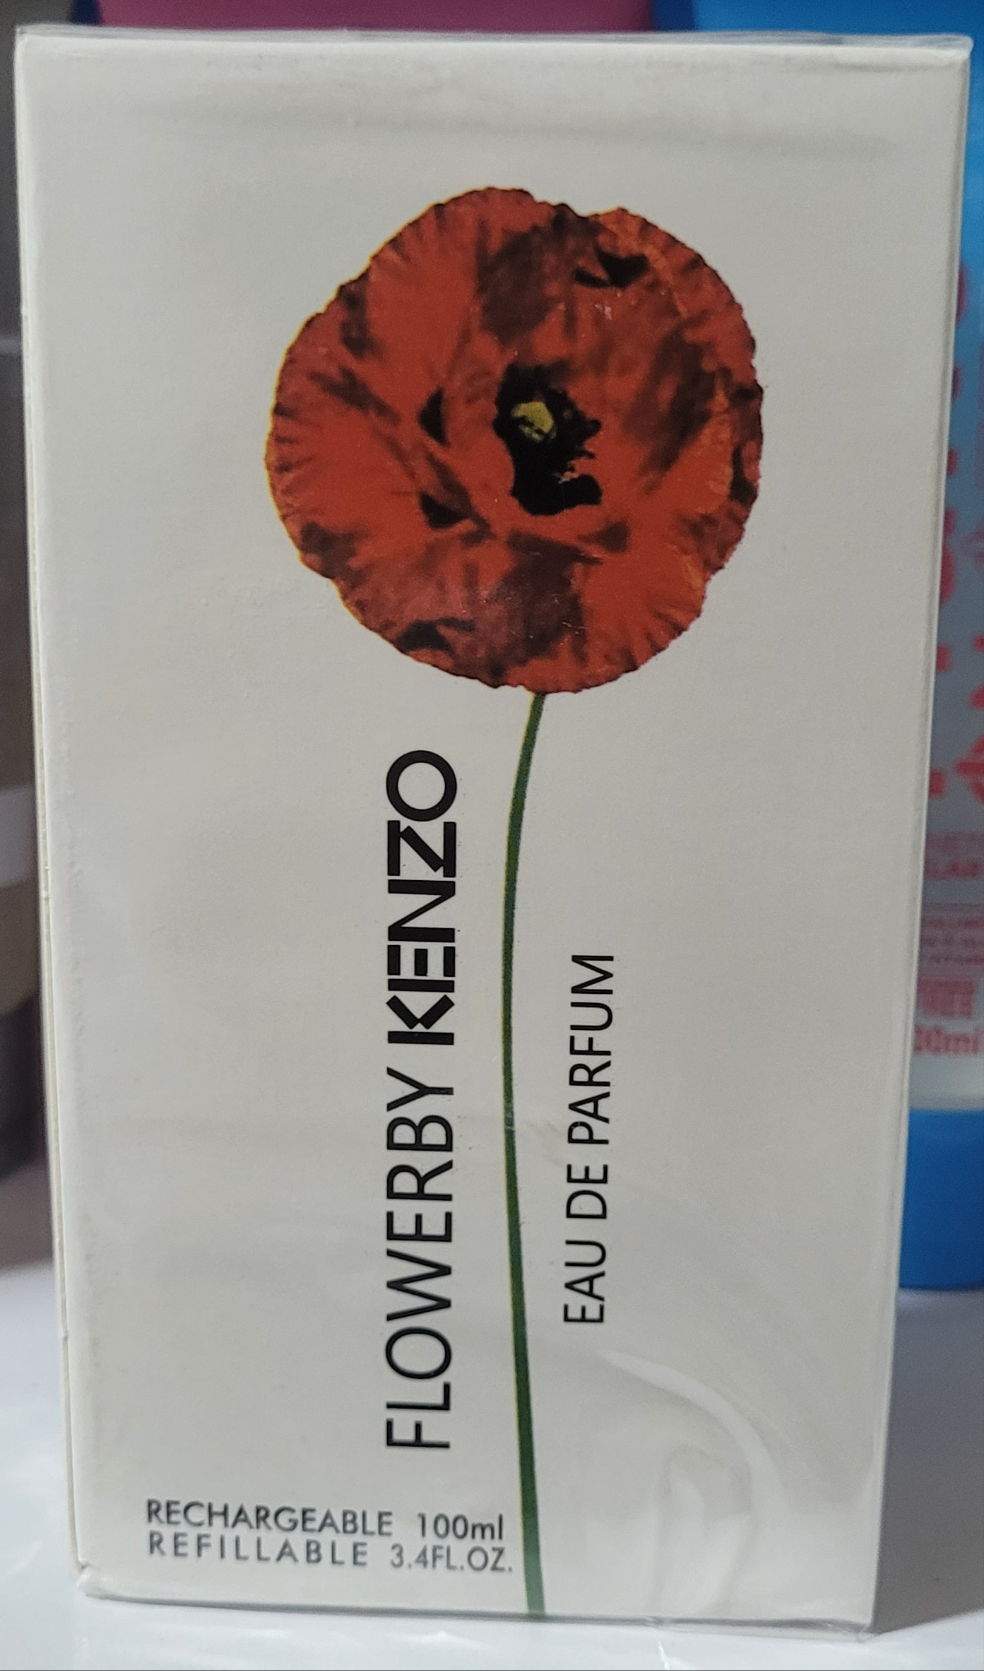 FLOWERBY KENZO
EAU DE PARFUM
RECHARGEABLE 100ml
REFILLABLE 3.4FL.OZ.